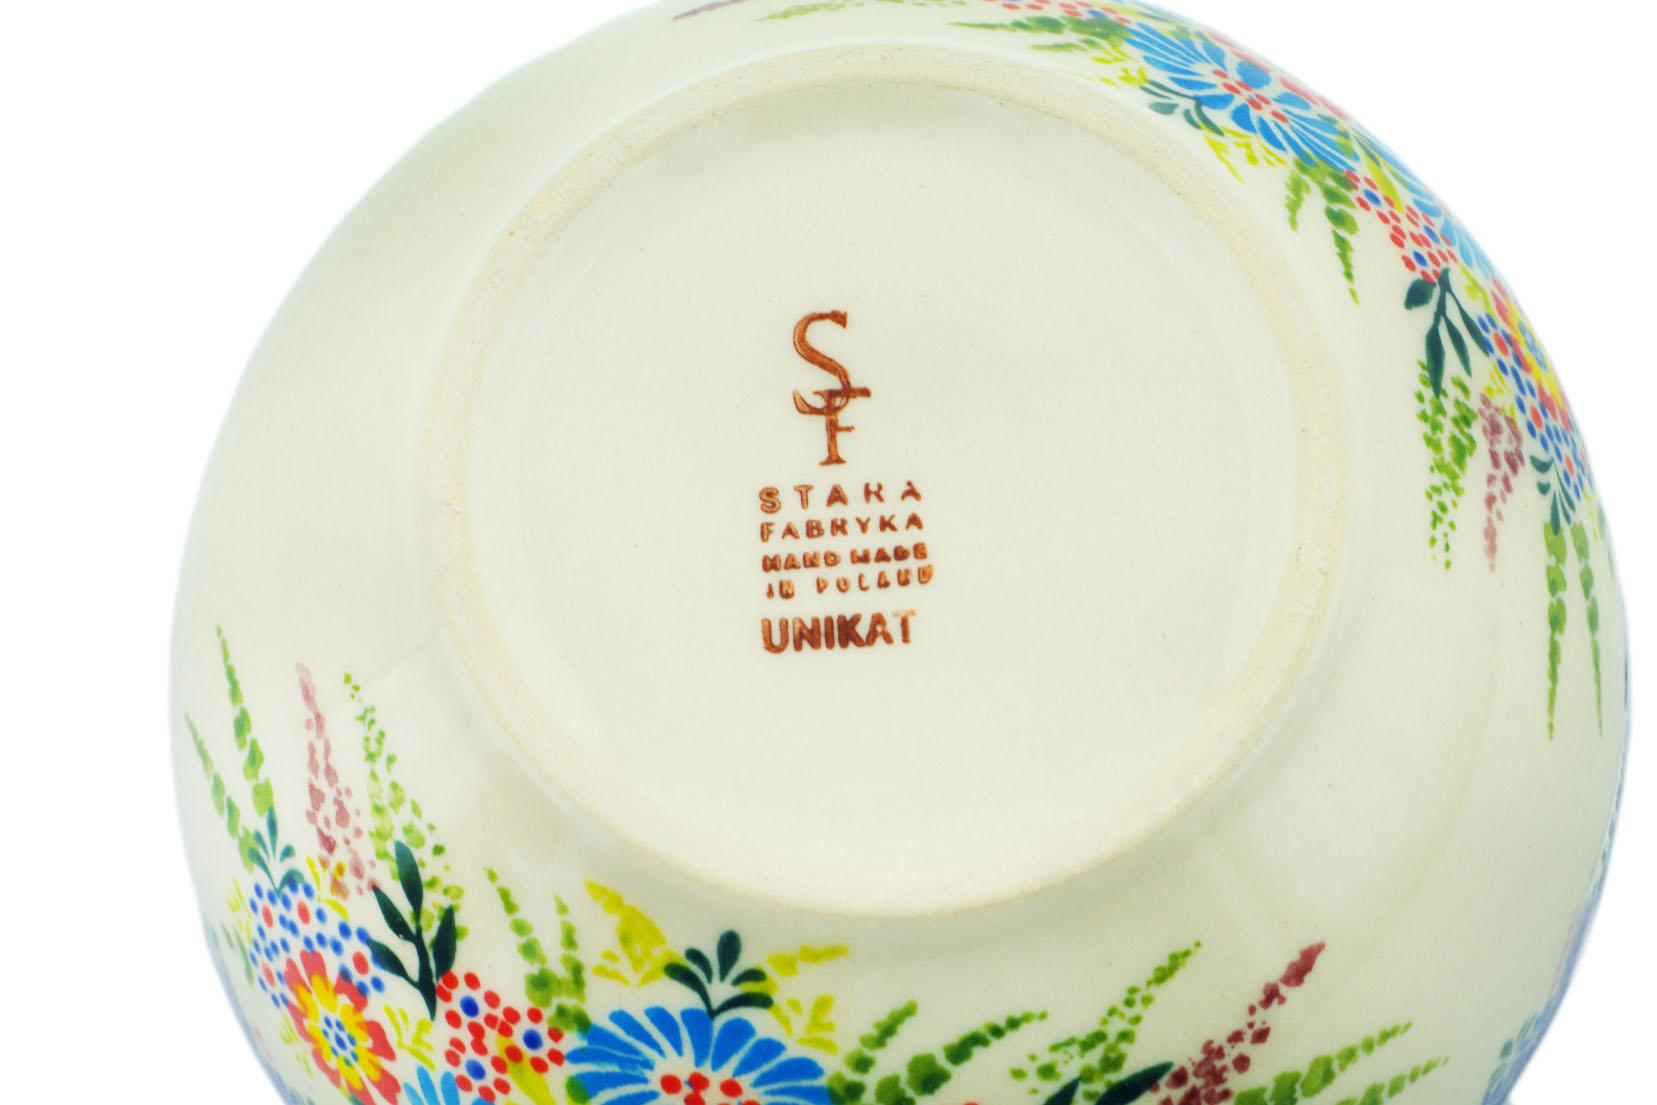 SF
STARA
FABRYKA
HAND MADE
IN POLAND
UNIKAT